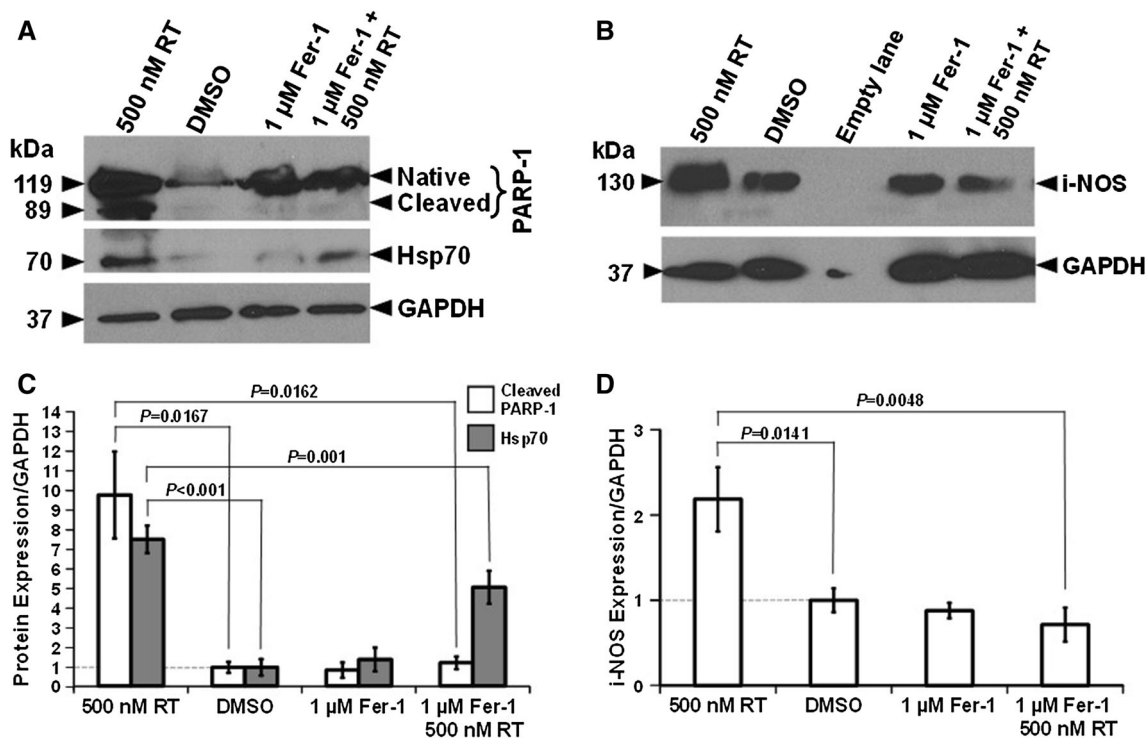 A
500 nM RT
DMSO
1 µM Fer-1
1 µM Fer-1 +
500 nM RT
kDa
119
89
70
37
Native
Cleaved
PARP-1
Hsp70
GAPDH
B
500 nM RT
DMSO
Empty lane
1 µM Fer-1
1 µM Fer-1 +
500 nM RT
kDa
130
37
i-NOS
GAPDH
C
Protein Expression/GAPDH
14
13
12
11
10
9
8
7
6
5
4
3
2
1
0
P=0.0162
P=0.0167
P=0.001
P<0.001
Cleaved
PARP-1
Hsp70
500 nM RT
DMSO
1 µM Fer-1
1 µM Fer-1
500 nM RT
D
i-NOS Expression/GAPDH
3
2
1
0
P=0.0048
P=0.0141
500 nM RT
DMSO
1 µM Fer-1
1 µM Fer-1
500 nM RT